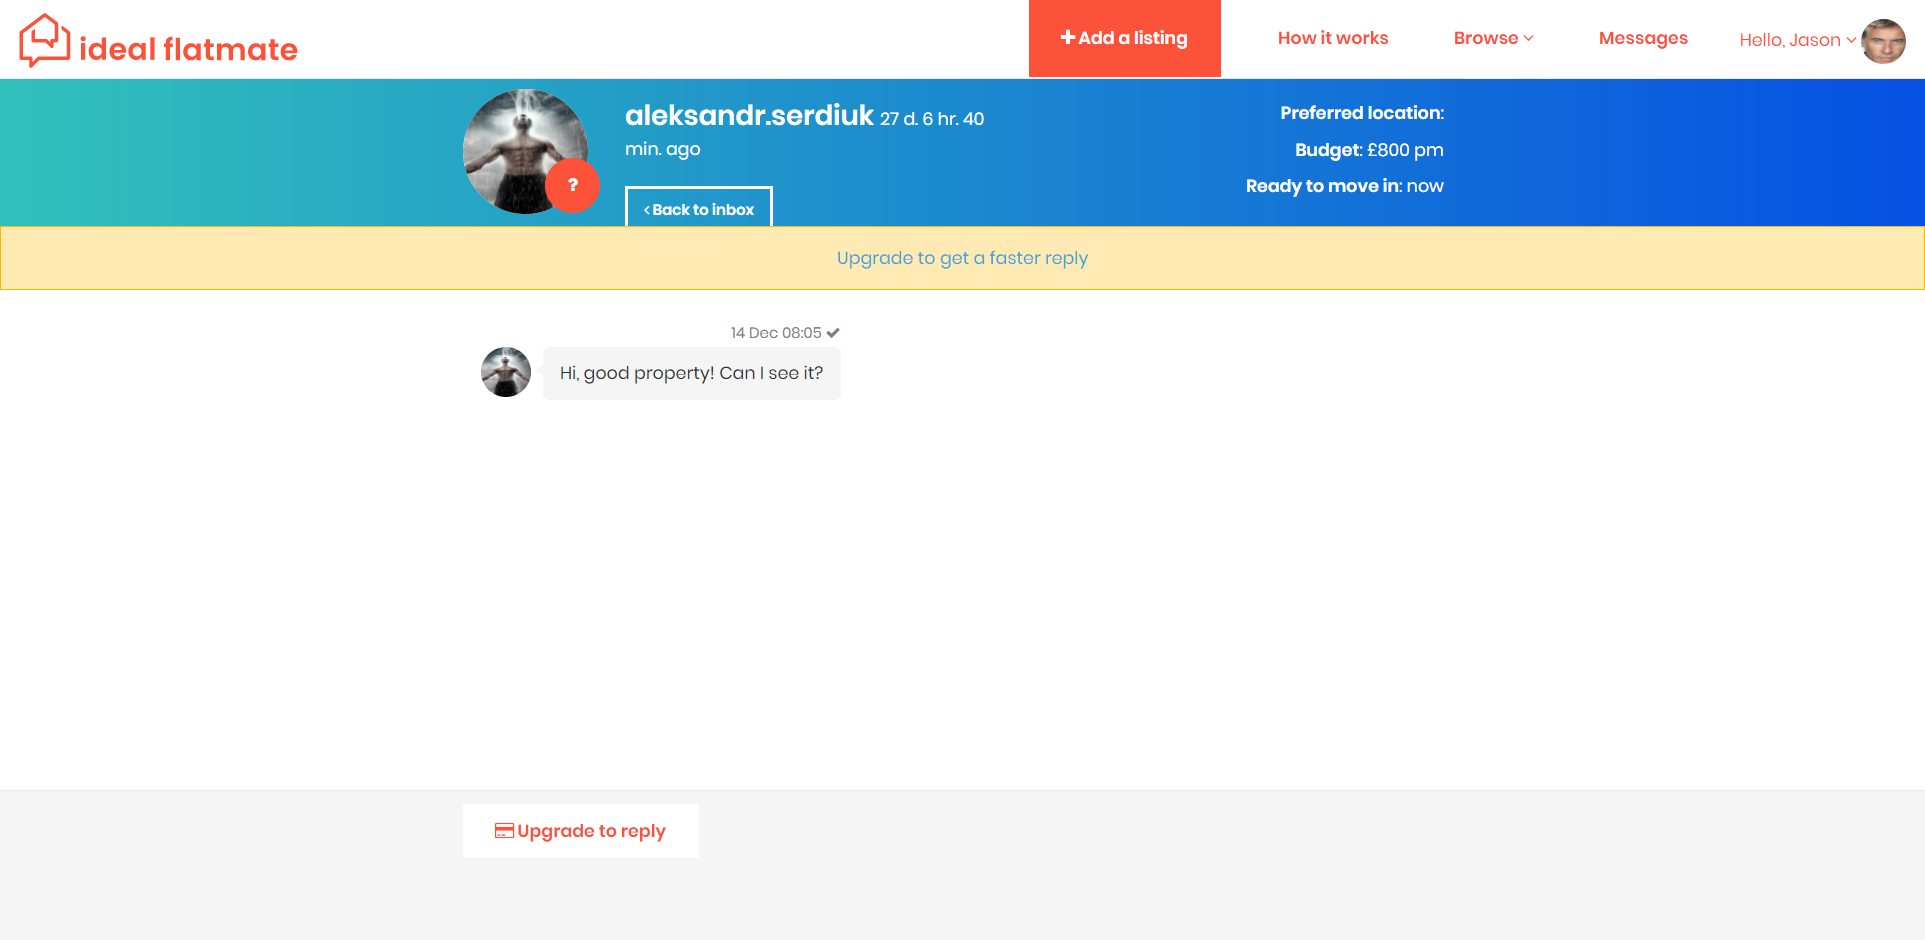 ideal flatmate
Add a listing
How it works
Browse
Messages
Hello, Jason
aleksandr.serdiuk 27 d. 6 hr. 40
min. ago
?
Back to inbox
Preferred location:
Budget: £800 pm
Ready to move in: now
Upgrade to get a faster reply
14 Dec 08:05
Hi, good property! Can I see it?
Upgrade to reply